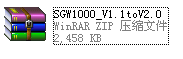 SGW1000_V1.1toV2.0
WinRAR ZIP 压缩文件
2,458 KB